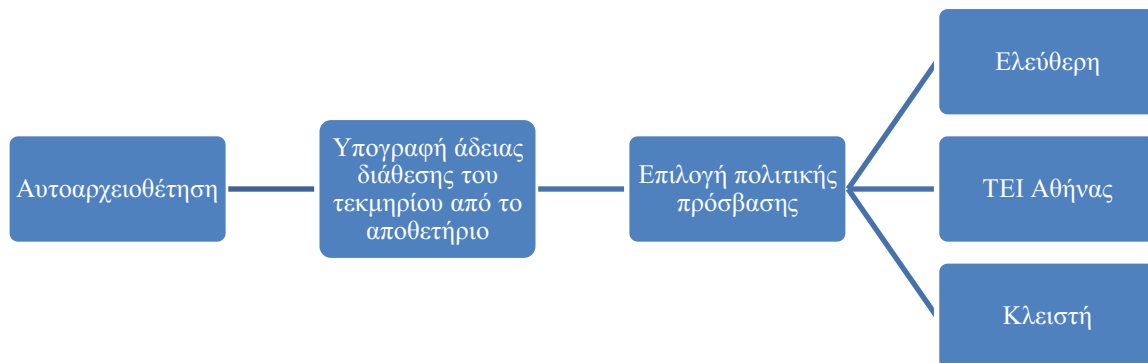 Αυτοαρχειοθέτηση
Υπογραφή άδειας
διάθεσης του
τεκμηρίου από το
αποθετήριο
Επιλογή πολιτικής
πρόσβασης
Ελεύθερη
ΤΕΙ Αθήνας
Κλειστή